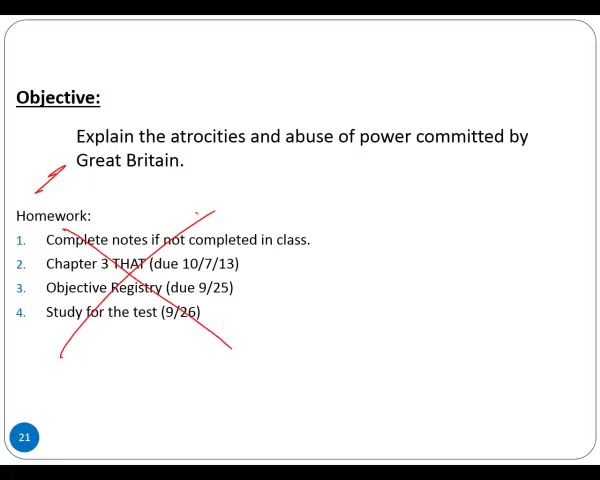 Objective:
Explain the atrocities and abuse of power committed by
Great Britain.
Homework:
1. Complete notes if not completed in class.
2. Chapter 3 THAT (due 10/7/13)
3. Objective Registry (due 9/25)
4. Study for the test (9/26)
21